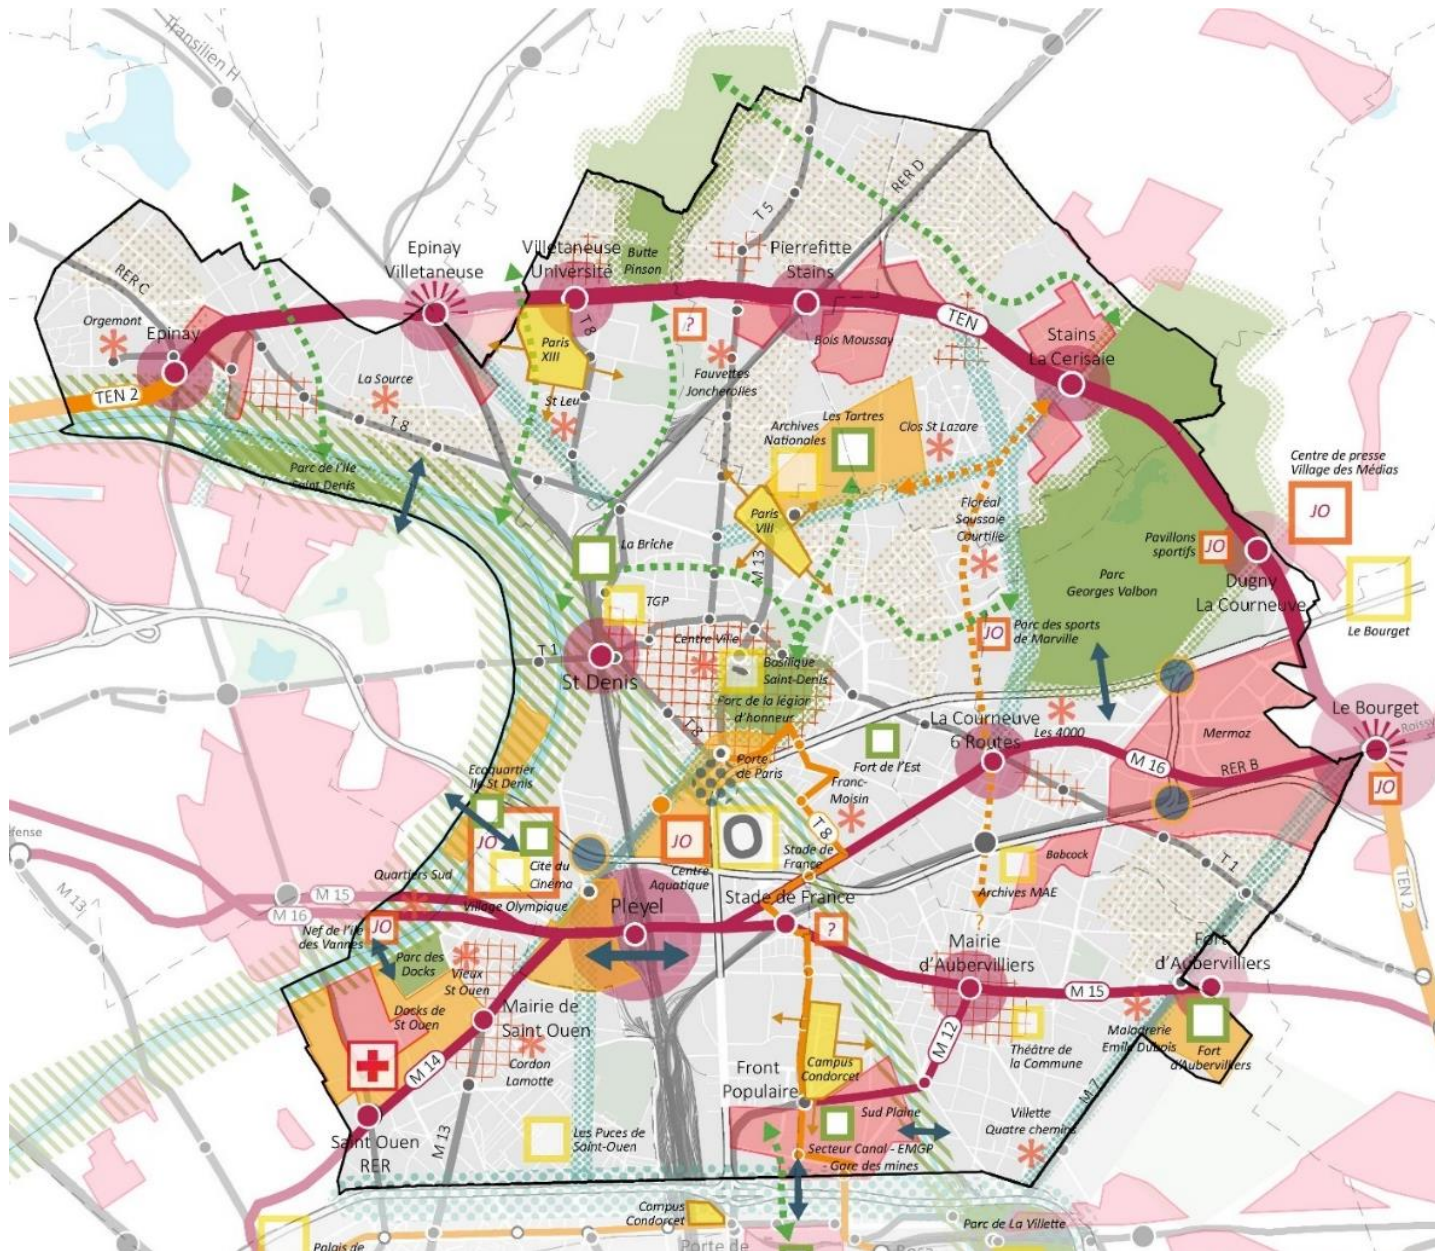 Transilien H
RER D
T 5
Epinay
Villetaneuse
Villetaneuse
Université
Butte
Pinson
Pierrefitte
Stains
RER C
Orgemont
Epinay
TEN 2
La Source
T 8
Paris
XIII
T 8
St Leu
?
Fauvettes
Joncherolles
Bois Moussay
TEN
Stains
La Cerisaie
Les Tartres
Archives
Nationales
Clos St Lazare
Centre de presse
Village des Médias
JO
Parc de l'Ile
Saint Denis
Paris
VIII
?
Floréal
Saussaie
Courtille
La Briche
M 13
Pavillons
sportifs
JO
Parc
Georges Valbon
Dugny
La Courneuve
Le Bourget
TGP
JO
Parc des sports
de Marville
Centre Ville
T 1
St Denis
Basilique
Saint-Denis
Parc de la légion
d'honneur
T 8
La Courneuve
6 Routes
Les 4000
Mermoz
Le Bourget
Roissy
Porte
de Paris
Fort de l'Est
M 16
RER B
Ecoquartier
Ile St Denis
Franc-
Moisin
JO
T 8
JO
JO
Cité du
Cinéma
Centre
Aquatique
Stade de
France
Babcock
T 1
fense
M 13
Quartiers Sud
Village Olympique
Archives MAE
M 15
M 16
Pleyel
Stade de France
TEN 2
Nef de l'île
des Vannes
JO
?
?
Parc des
Docks
Vieux
St Ouen
Mairie
d'Aubervilliers
Fort
d'Aubervilliers
M 15
Docks de
St Ouen
Mairie de
Saint Ouen
M 12
Maladrerie
Emile Dubois
Fort
d'Aubervilliers
M 14
Cordon
Lamotte
Front
Populaire
Campus
Condorcet
Théâtre de
la Commune
M 7
Saint Ouen
RER
M 13
Les Puces de
Saint-Ouen
Sud Plaine
Secteur Canal - EMGP
- Gare des mines
Villette
Quatre chemins
Campus
Condorcet
Parc de La Villette
Palais de
Porte de